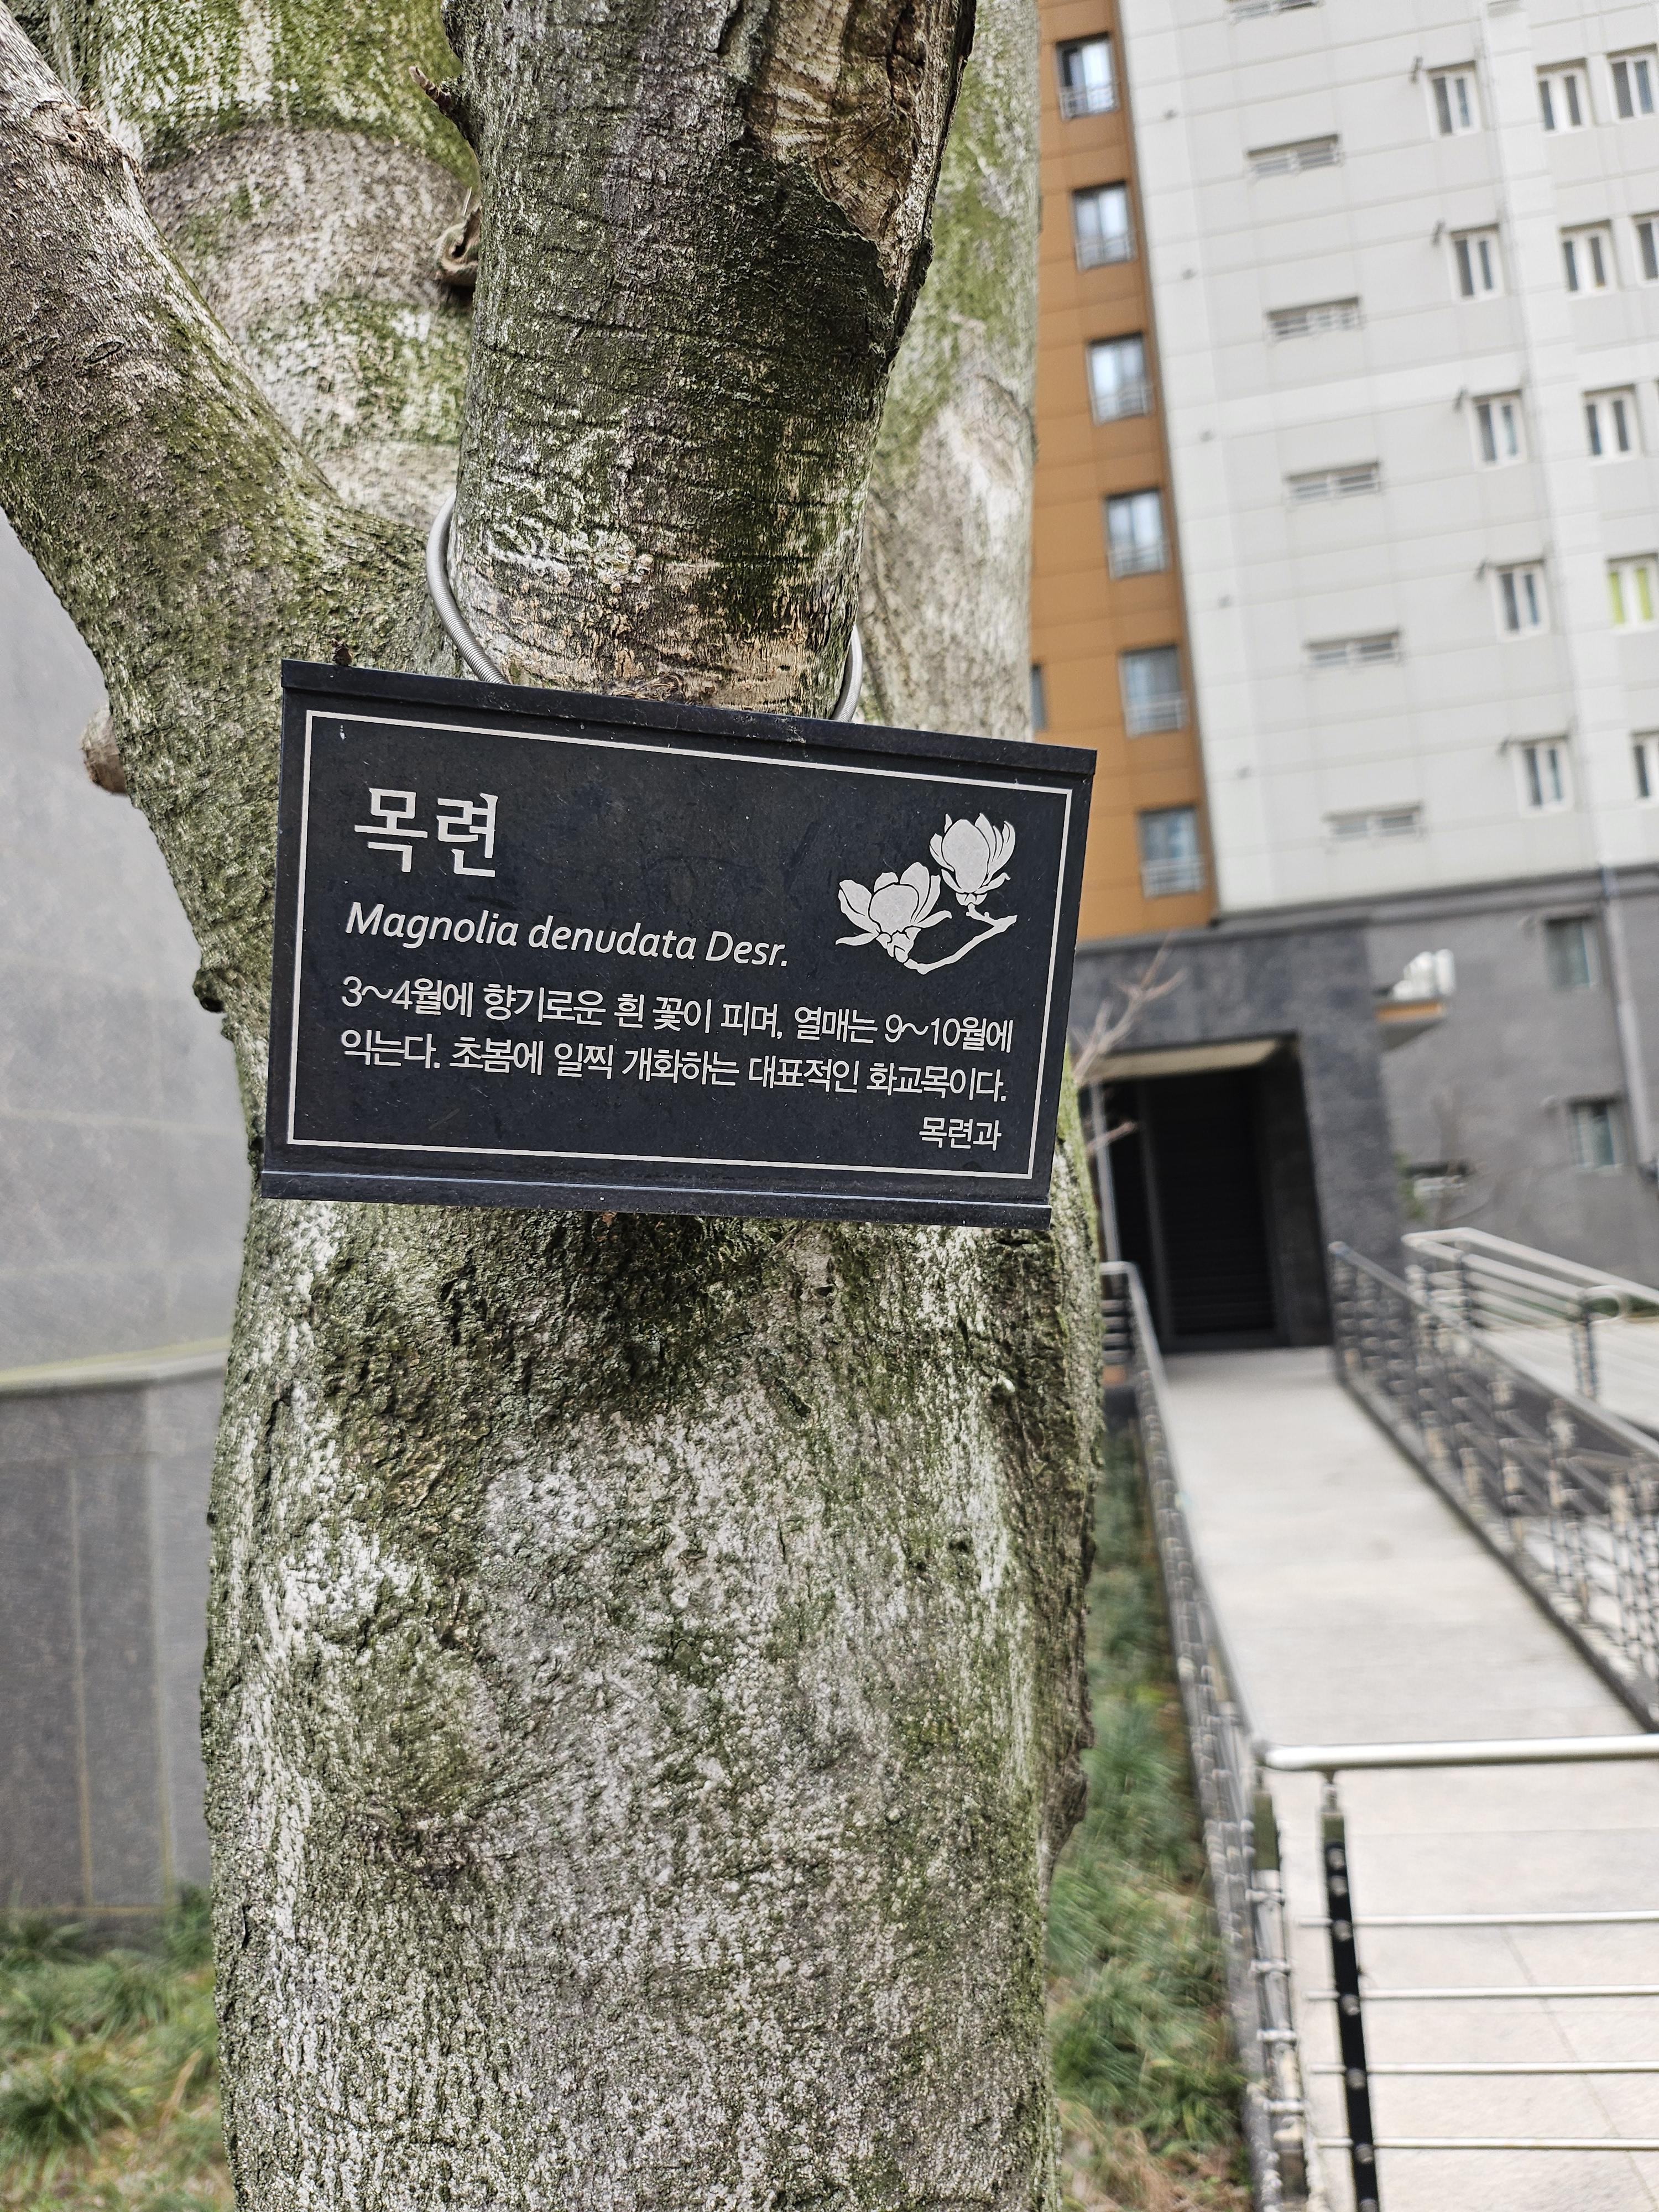 목련
Magnolia denudata Desr.
3~4월에 향기로운 흰 꽃이 피며, 열매는 9~10월에
익는다. 초봄에 일찍 개화하는 대표적인 화교목이다.
목련과